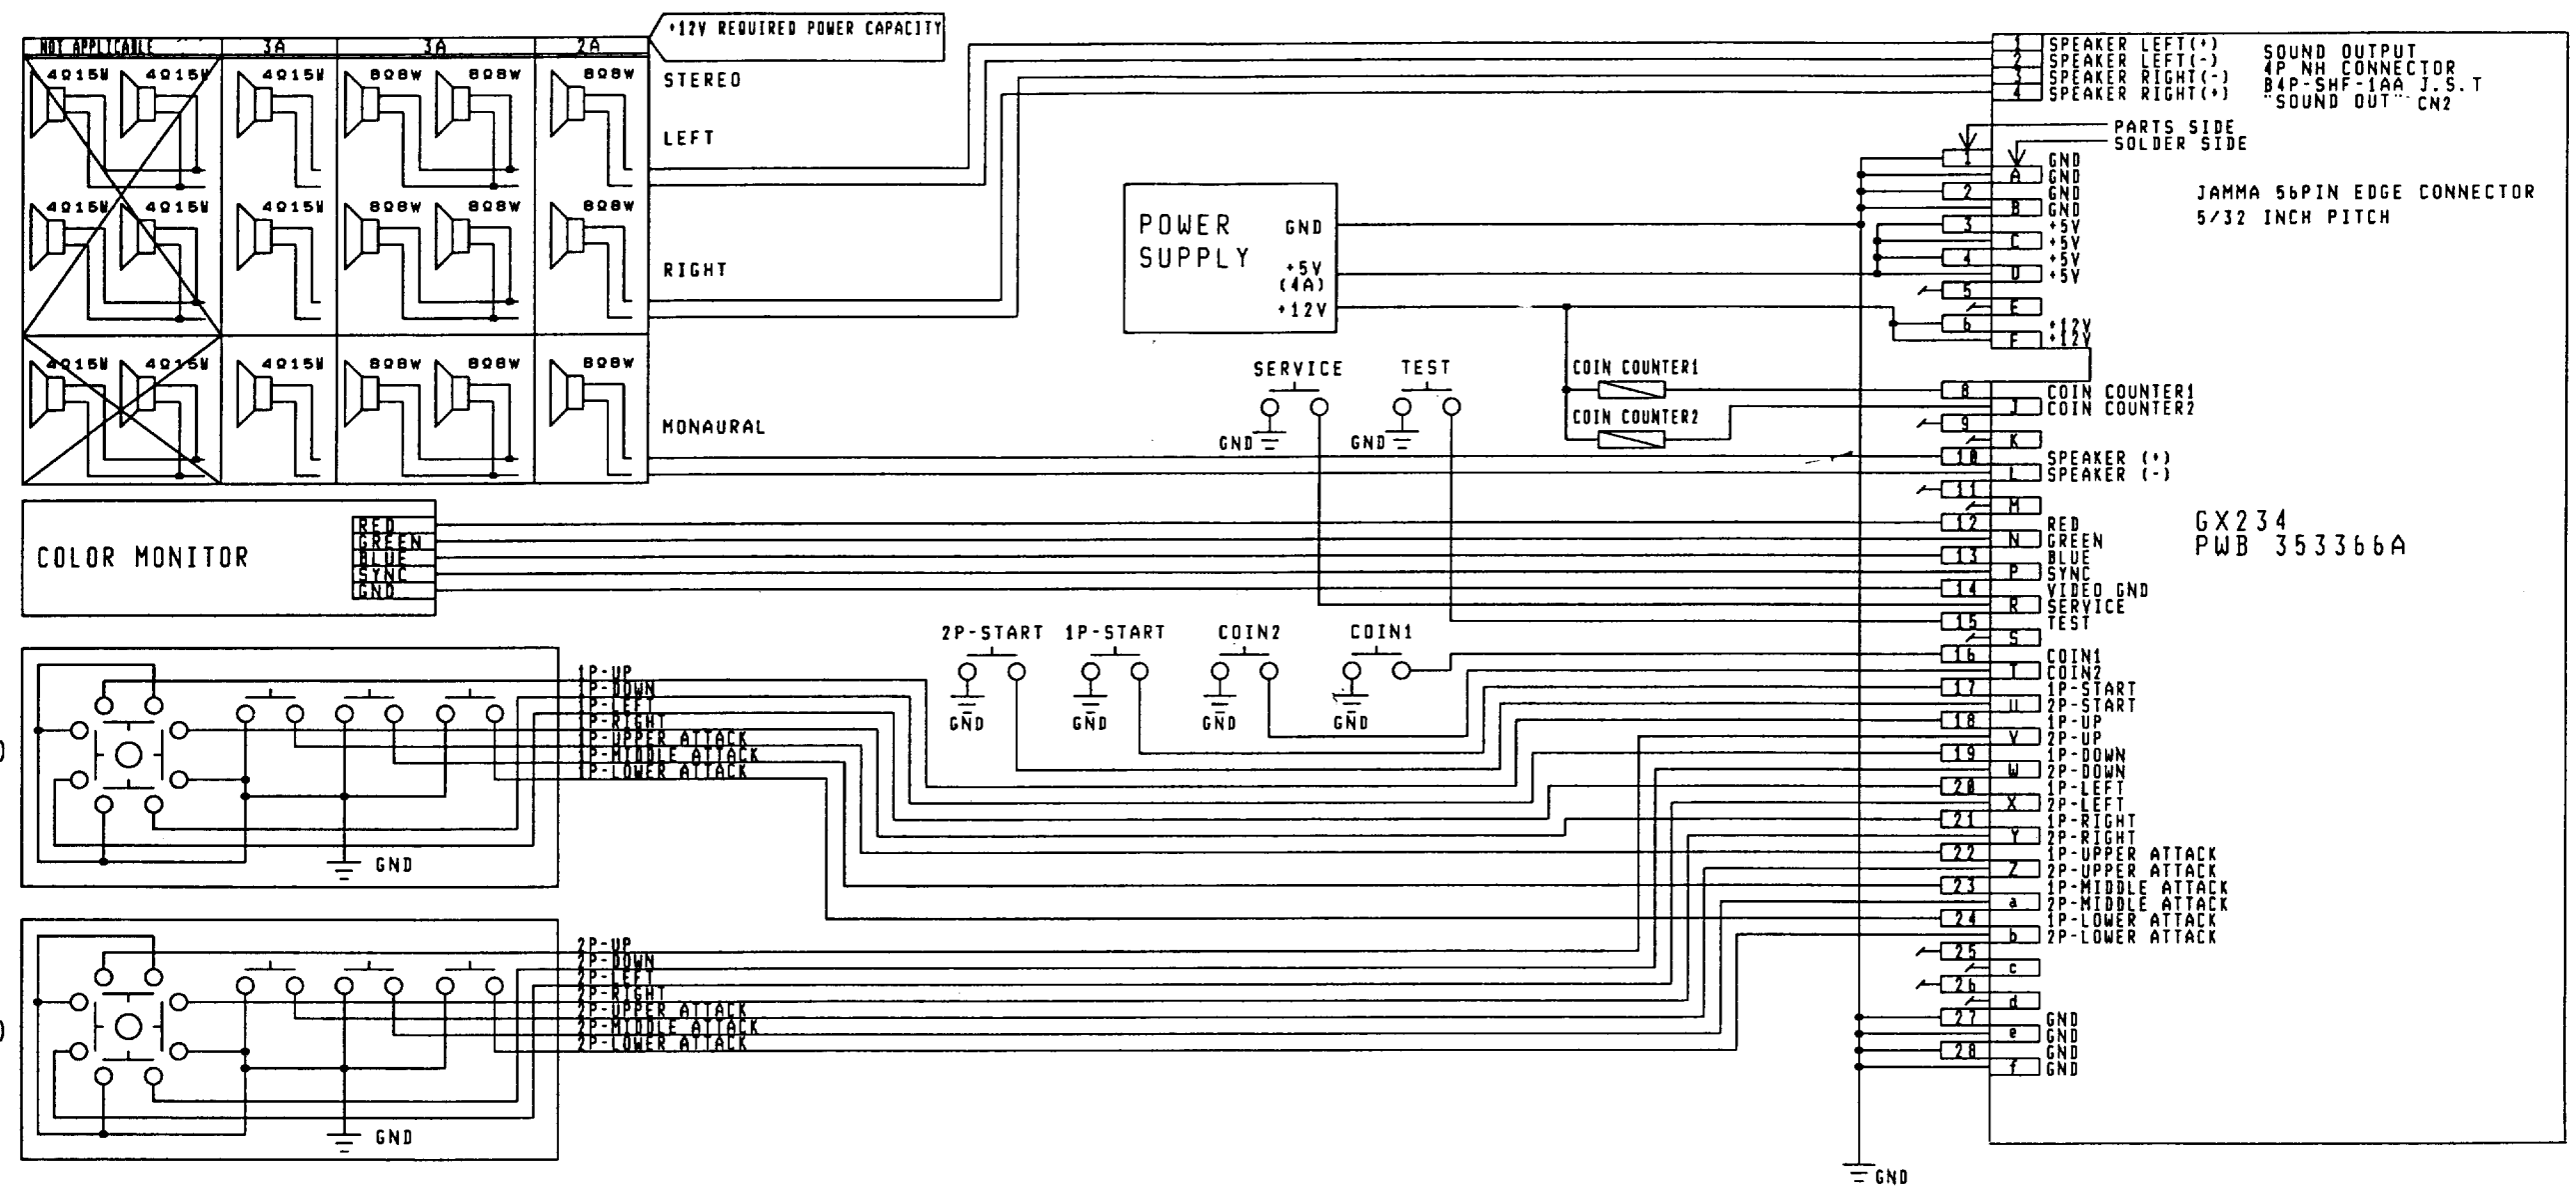 +12V REQUIRED POWER CAPACITY
NOT APPLICABLE 3A 3A 2A
4Ω15W 4Ω15W 4Ω15W 8Ω8W 8Ω8W 8Ω8W
STEREO
LEFT
4Ω15W 4Ω15W 4Ω15W 8Ω8W 8Ω8W 8Ω8W
RIGHT
4Ω15W 4Ω15W 4Ω15W 8Ω8W 8Ω8W 8Ω8W
MONAURAL
COLOR MONITOR
RED
GREEN
BLUE
SYNC
GND
1P-UP
1P-DOWN
1P-LEFT
1P-RIGHT
1P-UPPER ATTACK
1P-MIDDLE ATTACK
1P-LOWER ATTACK
GND
2P-UP
2P-DOWN
2P-LEFT
2P-RIGHT
2P-UPPER ATTACK
2P-MIDDLE ATTACK
2P-LOWER ATTACK
GND
POWER SUPPLY
GND
+5V
(4A)
+12V
SERVICE
GND
TEST
GND
COIN COUNTER1
COIN COUNTER2
2P-START
GND
1P-START
GND
COIN2
GND
COIN1
GND
1 SPEAKER LEFT(+)
2 SPEAKER LEFT(-)
3 SPEAKER RIGHT(-)
4 SPEAKER RIGHT(+)
SOUND OUTPUT
4P NH CONNECTOR
B4P-SHF-1AA J.S.T
"SOUND OUT" CN2
PARTS SIDE
SOLDER SIDE
JAMMA 56PIN EDGE CONNECTOR
5/32 INCH PITCH
1 GND
A GND
2 GND
B GND
3 +5V
C +5V
4 +5V
D +5V
5
E
6 +12V
F +12V
8 COIN COUNTER1
J COIN COUNTER2
9
K
10 SPEAKER (+)
L SPEAKER (-)
11
M
12 RED
N GREEN
13 BLUE
P SYNC
14 VIDEO GND
R SERVICE
15 TEST
S
16 COIN1
T COIN2
17 1P-START
U 2P-START
18 1P-UP
V 2P-UP
19 1P-DOWN
W 2P-DOWN
20 1P-LEFT
X 2P-LEFT
21 1P-RIGHT
Y 2P-RIGHT
22 1P-UPPER ATTACK
Z 2P-UPPER ATTACK
23 1P-MIDDLE ATTACK
a 2P-MIDDLE ATTACK
24 1P-LOWER ATTACK
b 2P-LOWER ATTACK
25
c
26
d
27 GND
e GND
28 GND
f GND
GX234
PWB 353366A
GND